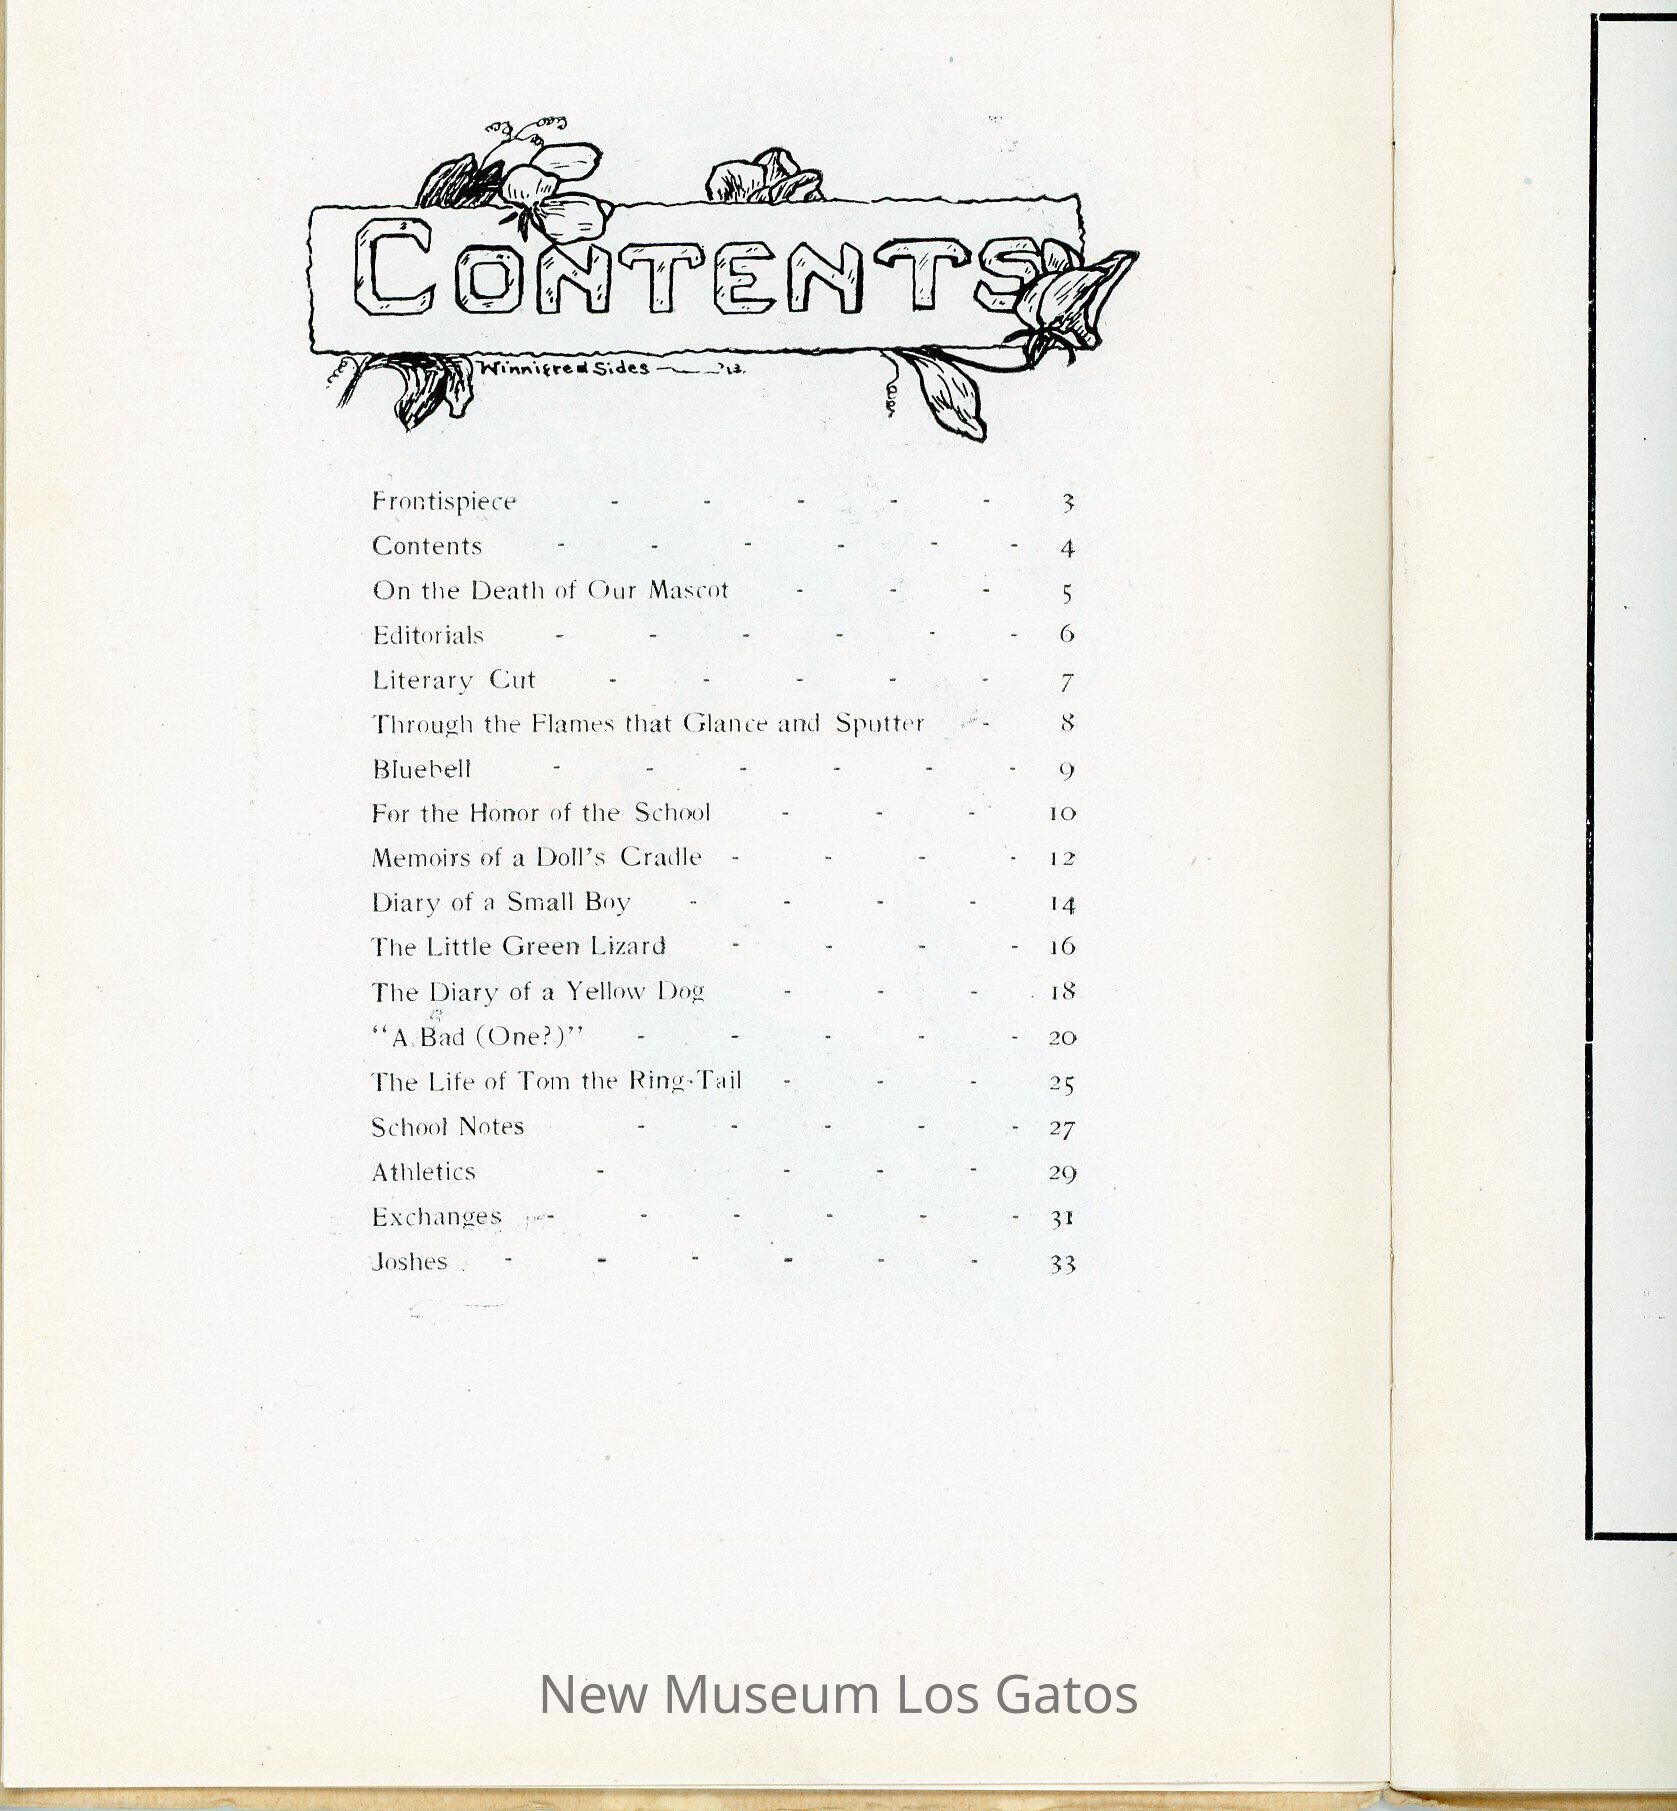 CONTENTS
Winnifred Sides '13.
Frontispiece - - - - - 3
Contents - - - - - - 4
On the Death of Our Mascot - - - 5
Editorials - - - - - - 6
Literary Cut - - - - - 7
Through the Flames that Glance and Sputter - 8
Bluebell - - - - - - 9
For the Honor of the School - - - 10
Memoirs of a Doll's Cradle - - - - 12
Diary of a Small Boy - - - - 14
The Little Green Lizard - - - - 16
The Diary of a Yellow Dog - - - 18
"A Bad (One?)" - - - - - 20
The Life of Tom the Ring-Tail - - - 25
School Notes - - - - - 27
Athletics - - - - 29
Exchanges - - - - - - 31
Joshes - - - - - - 33
New Museum Los Gatos